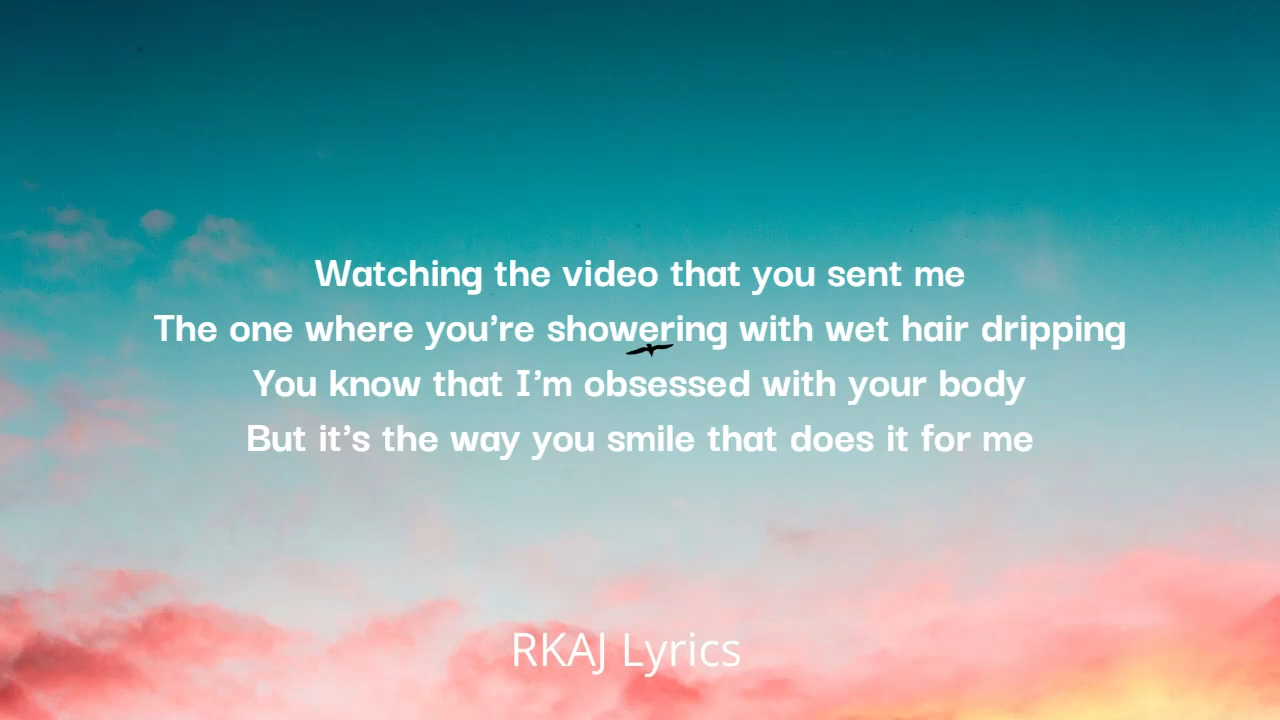 Watching the video that you sent me
The one where you’re showering with wet hair dripping
You know that I’m obsessed with your body
But it’s the way you smile that does it for me
RKAJ Lyrics